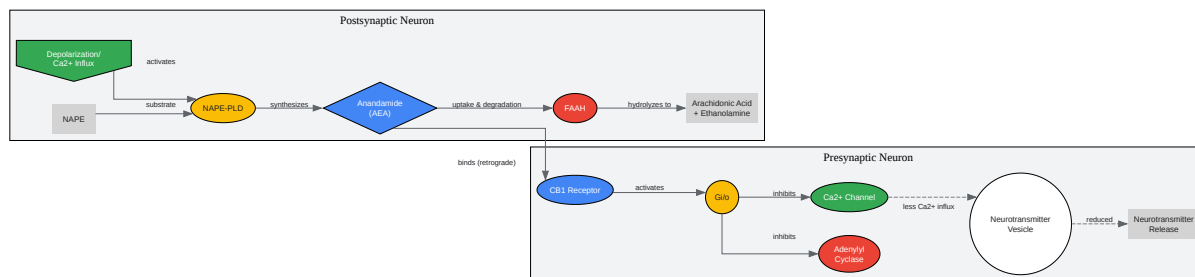 Postsynaptic Neuron
Depolarization/
Ca2+ Influx
activates
NAPE
substrate
NAPE-PLD
synthesizes
Anandamide
(AEA)
uptake & degradation
FAAH
hydrolyzes to
Arachidonic Acid
+ Ethanolamine
binds (retrograde)
Presynaptic Neuron
CB1 Receptor
activates
Gi/o
inhibits
Ca2+ Channel
less Ca2+ influx
inhibits
Adenylyl
Cyclase
Neurotransmitter
Vesicle
reduced
Neurotransmitter
Release